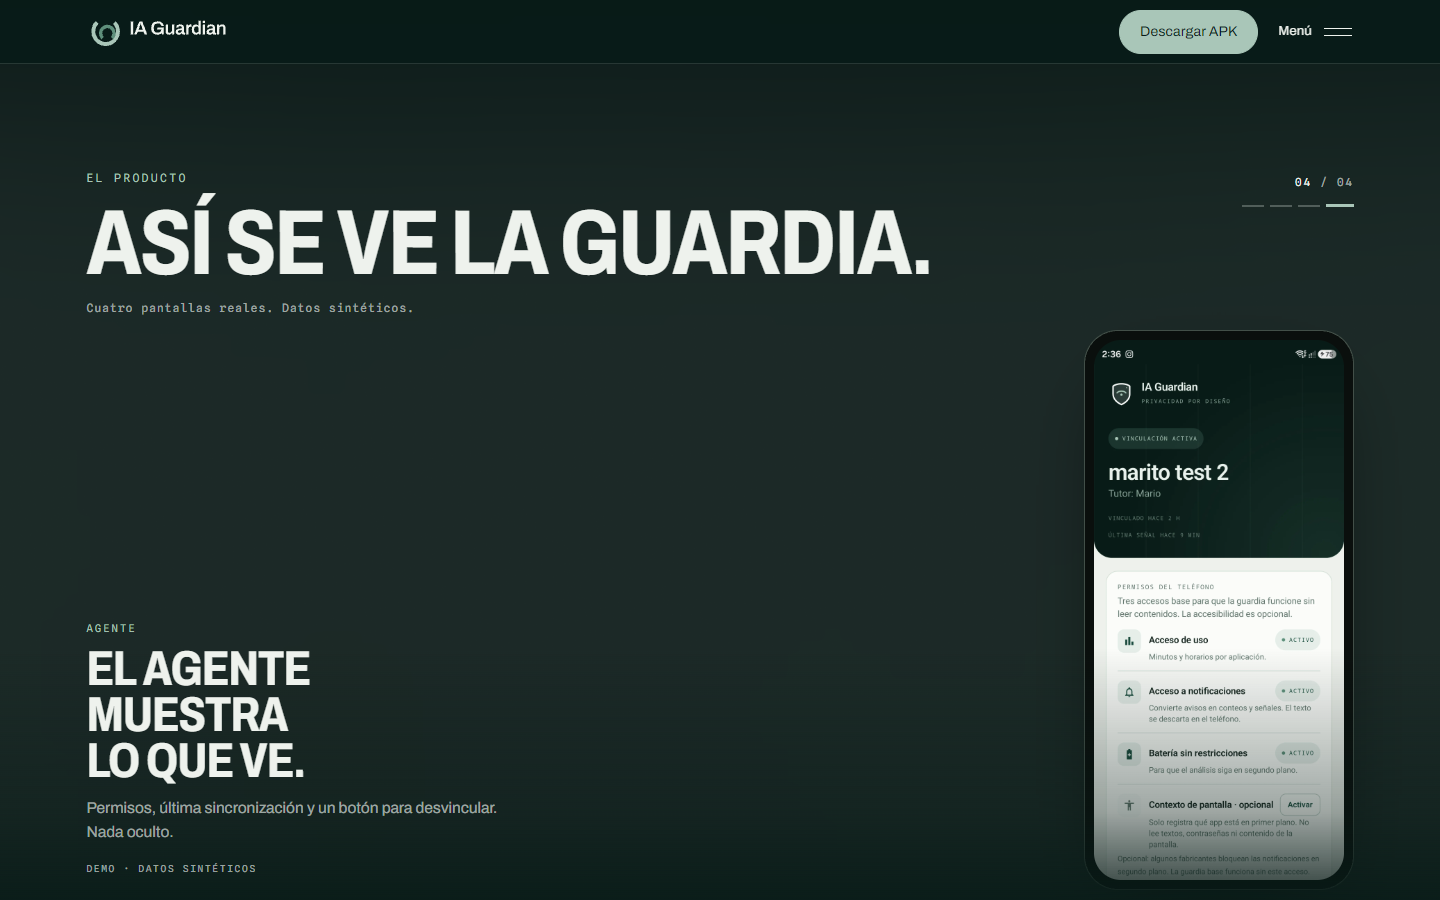 IA Guardian
Descargar APK
Menú
EL PRODUCTO
04 / 04
ASÍ SE VE LA GUARDIA.
Cuatro pantallas reales. Datos sintéticos.
AGENTE
EL AGENTE
MUESTRA
LO QUE VE.
Permisos, última sincronización y un botón para desvincular.
Nada oculto.
DEMO · DATOS SINTÉTICOS
2:36
IA Guardian
PRIVACIDAD POR DISEÑO
VINCULACIÓN ACTIVA
marito test 2
Tutor: Mario
VINCULADO HACE 2 H
ÚLTIMA SEÑAL HACE 9 MIN
PERMISOS DEL TELÉFONO
Tres accesos base para que la guardia funcione sin
leer contenidos. La accesibilidad es opcional.
Acceso de uso
ACTIVO
Minutos y horarios por aplicación.
Acceso a notificaciones
ACTIVO
Convierte avisos en conteos y señales. El texto
se descarta en el teléfono.
Batería sin restricciones
ACTIVO
Para que el análisis siga en segundo plano.
Contexto de pantalla · opcional
Activar
Solo registra qué app está en primer plano. No
lee textos, contraseñas ni contenido de la
pantalla.
Opcional: algunos fabricantes bloquean las notificaciones en
segundo plano. La guardia base funciona sin este acceso.